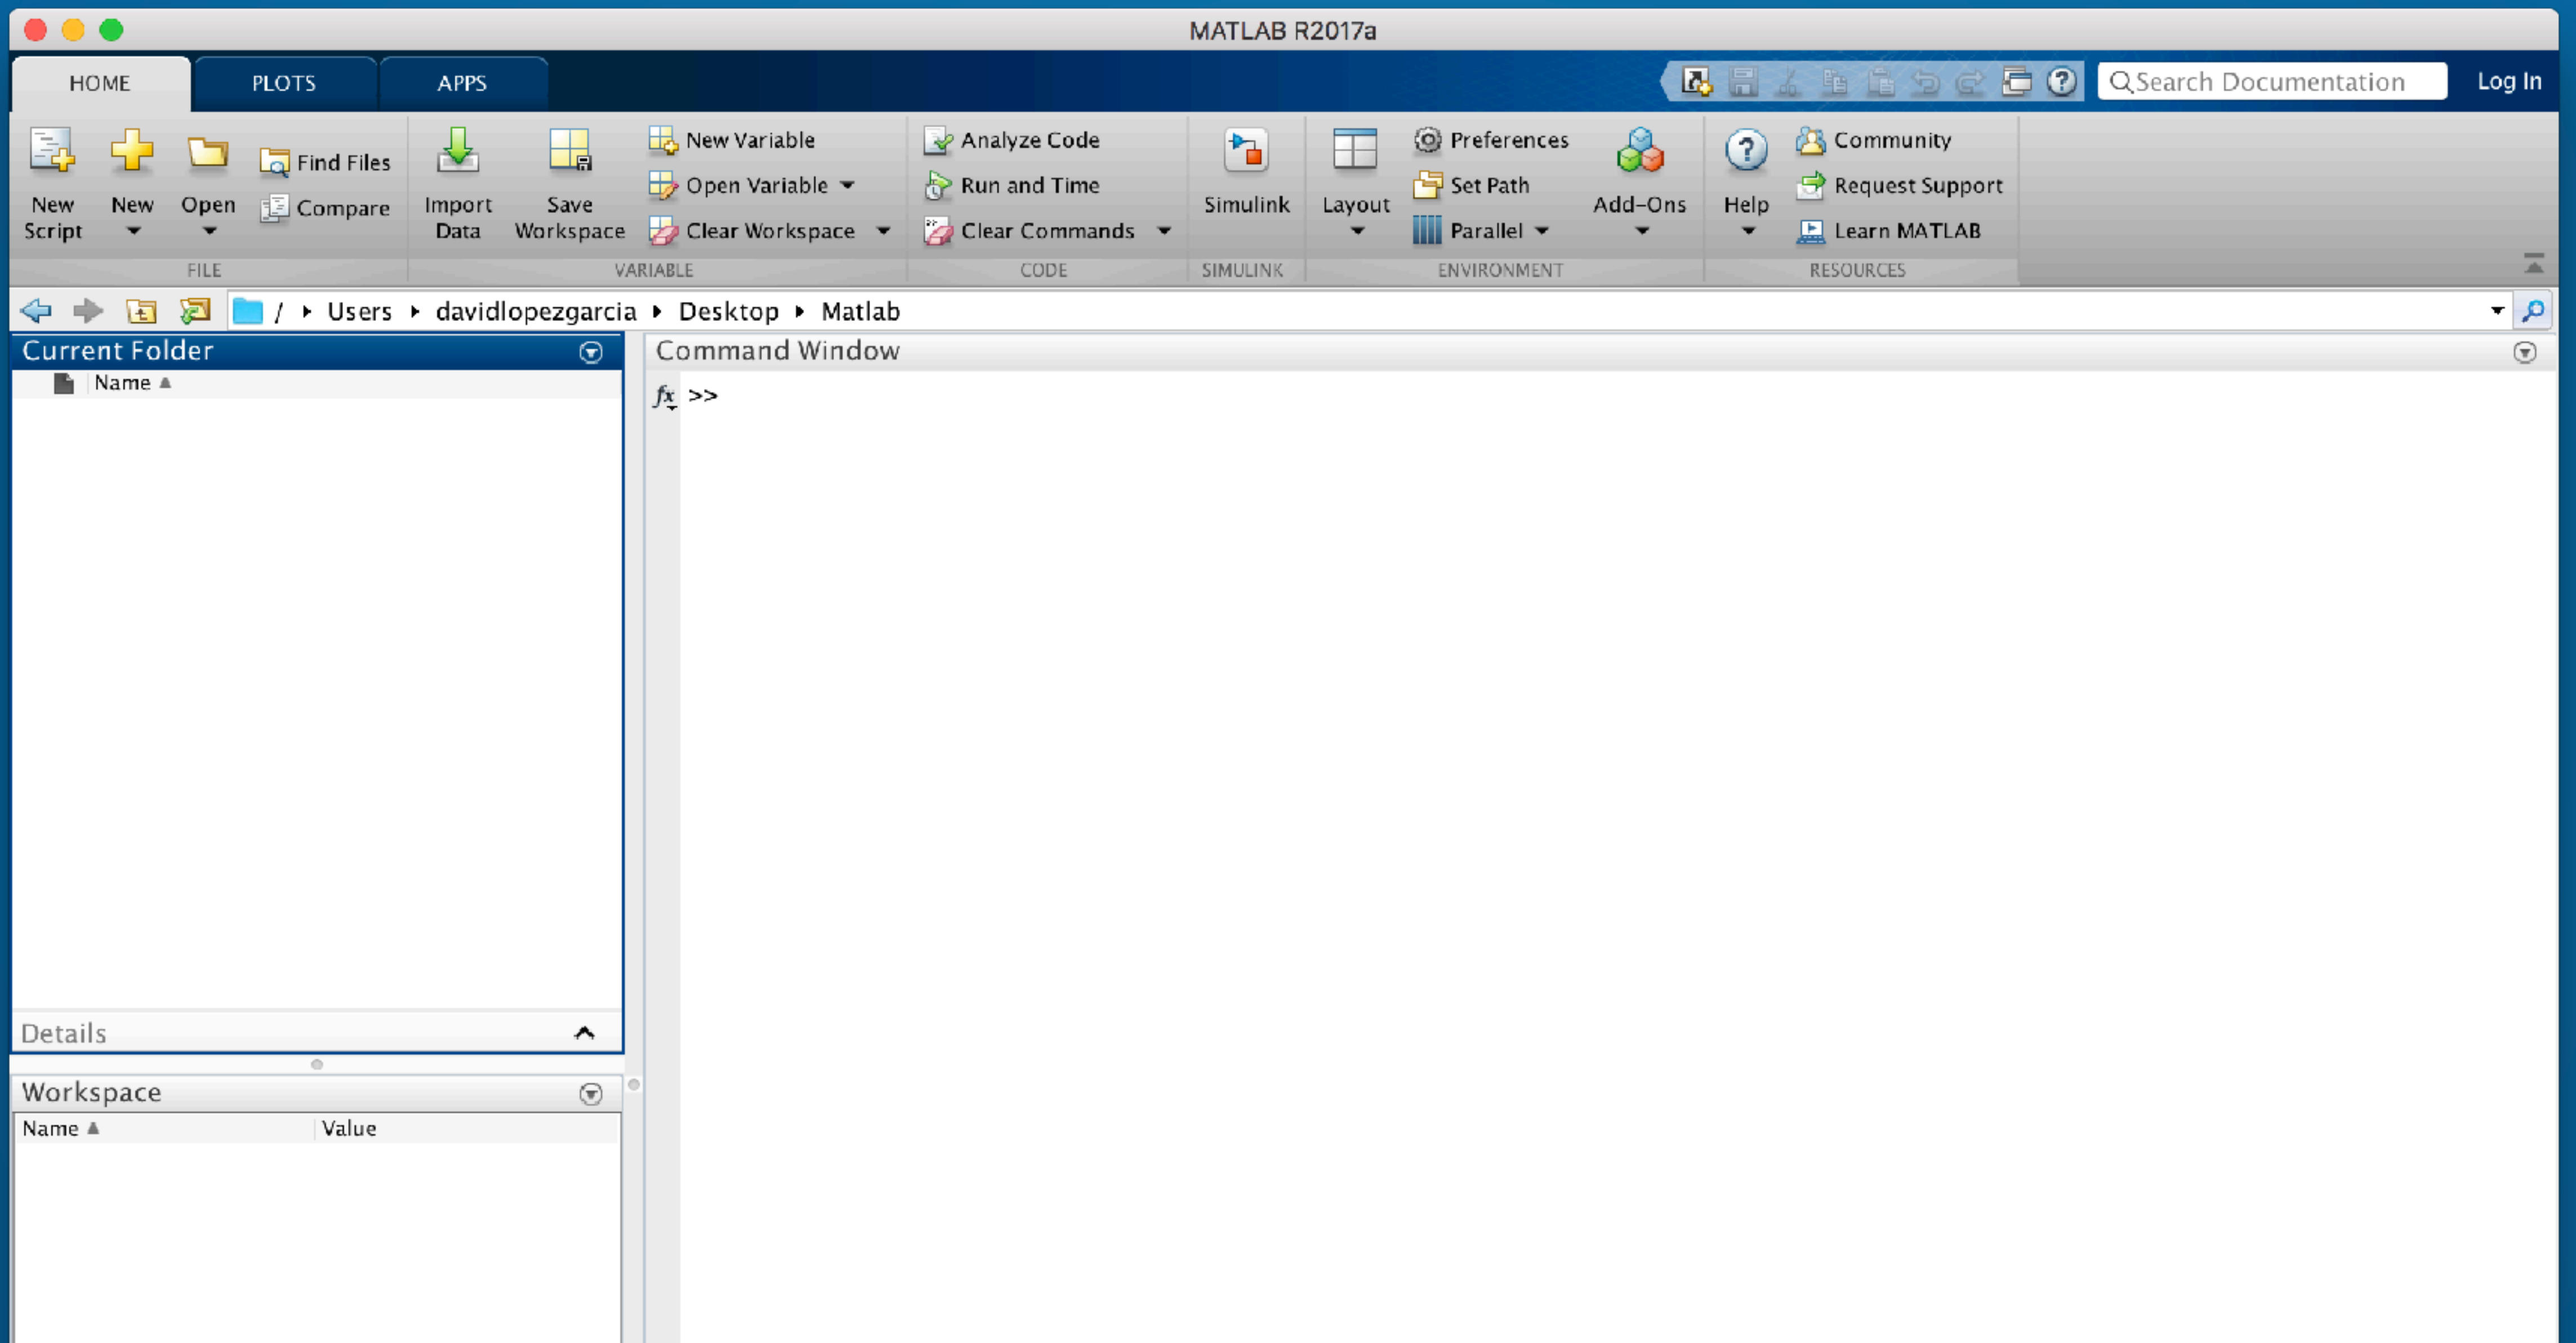 MATLAB R2017a
HOME PLOTS APPS Search Documentation Log In
New Script New Open Find Files Compare Import Data Save Workspace New Variable Open Variable Clear Workspace Analyze Code Run and Time Clear Commands Simulink Layout Preferences Set Path Parallel Add-Ons Help Community Request Support Learn MATLAB
FILE VARIABLE CODE SIMULINK ENVIRONMENT RESOURCES
/ Users davidlopezgarcia Desktop Matlab
Current Folder
Name
Details
Workspace
Name Value
Command Window
fx >>